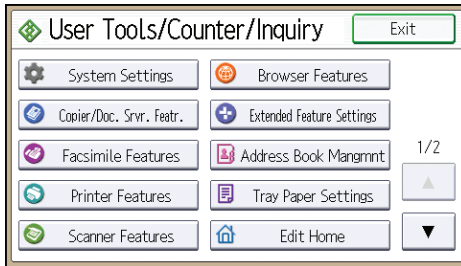 User Tools/Counter/Inquiry Exit
System Settings Browser Features
Copier/Doc. Srvr. Featr. Extended Feature Settings
Facsimile Features Address Book Mangmnt 1/2
Printer Features Tray Paper Settings
Scanner Features Edit Home